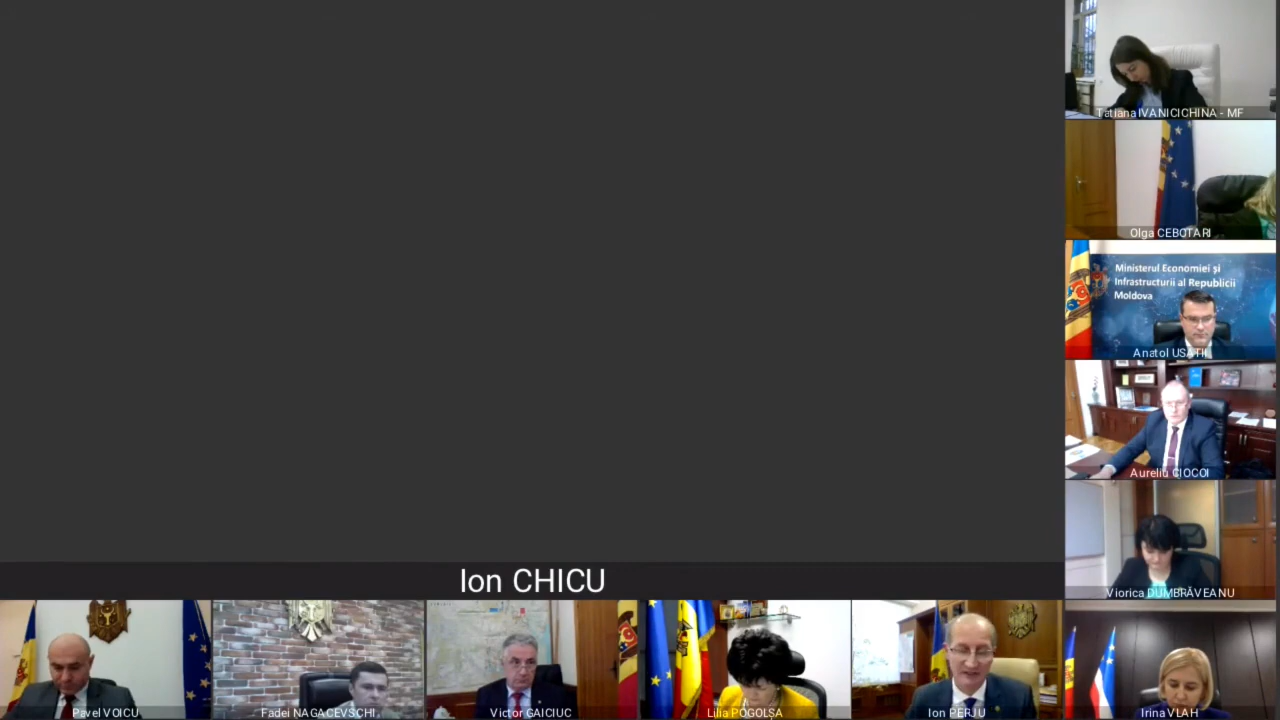 Tatiana IVANICICHINA - MF
Olga CEBOTARI
Ministerul Economiei și
Infrastructurii al Republicii
Moldova
Anatol USATÎI
Aureliu CIOCOI
Viorica DUMBRĂVEANU
Ion CHICU
Pavel VOICU
Fadei NAGACEVSCHI
Victor GAICIUC
Lilia POGOLȘA
Ion PERJU
Irina VLAH